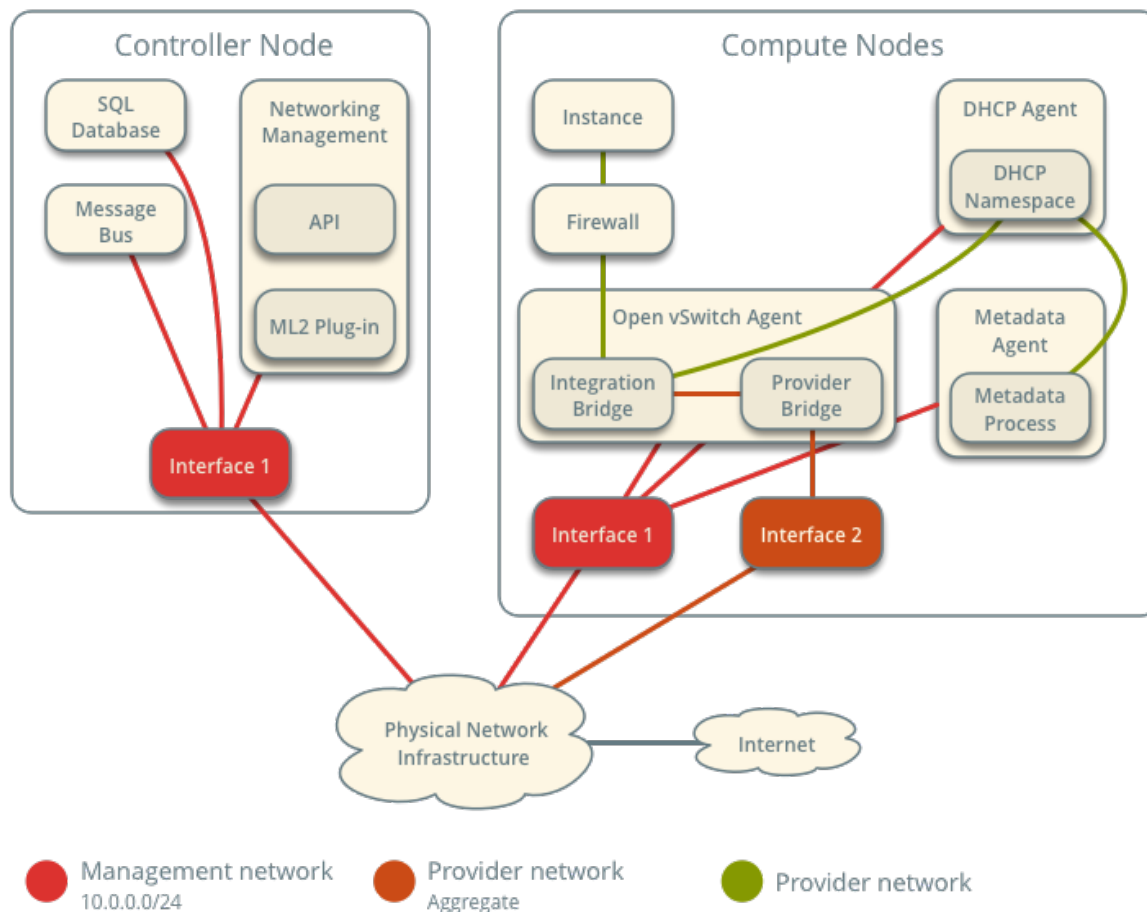 Controller Node
SQL
Database
Networking
Management
Message
Bus
API
ML2 Plug-in
Interface 1
Compute Nodes
Instance
DHCP Agent
DHCP
Namespace
Firewall
Open vSwitch Agent
Metadata
Agent
Integration
Bridge
Provider
Bridge
Metadata
Process
Interface 1
Interface 2
Physical Network
Infrastructure
Internet
Management network
10.0.0.0/24
Provider network
Aggregate
Provider network